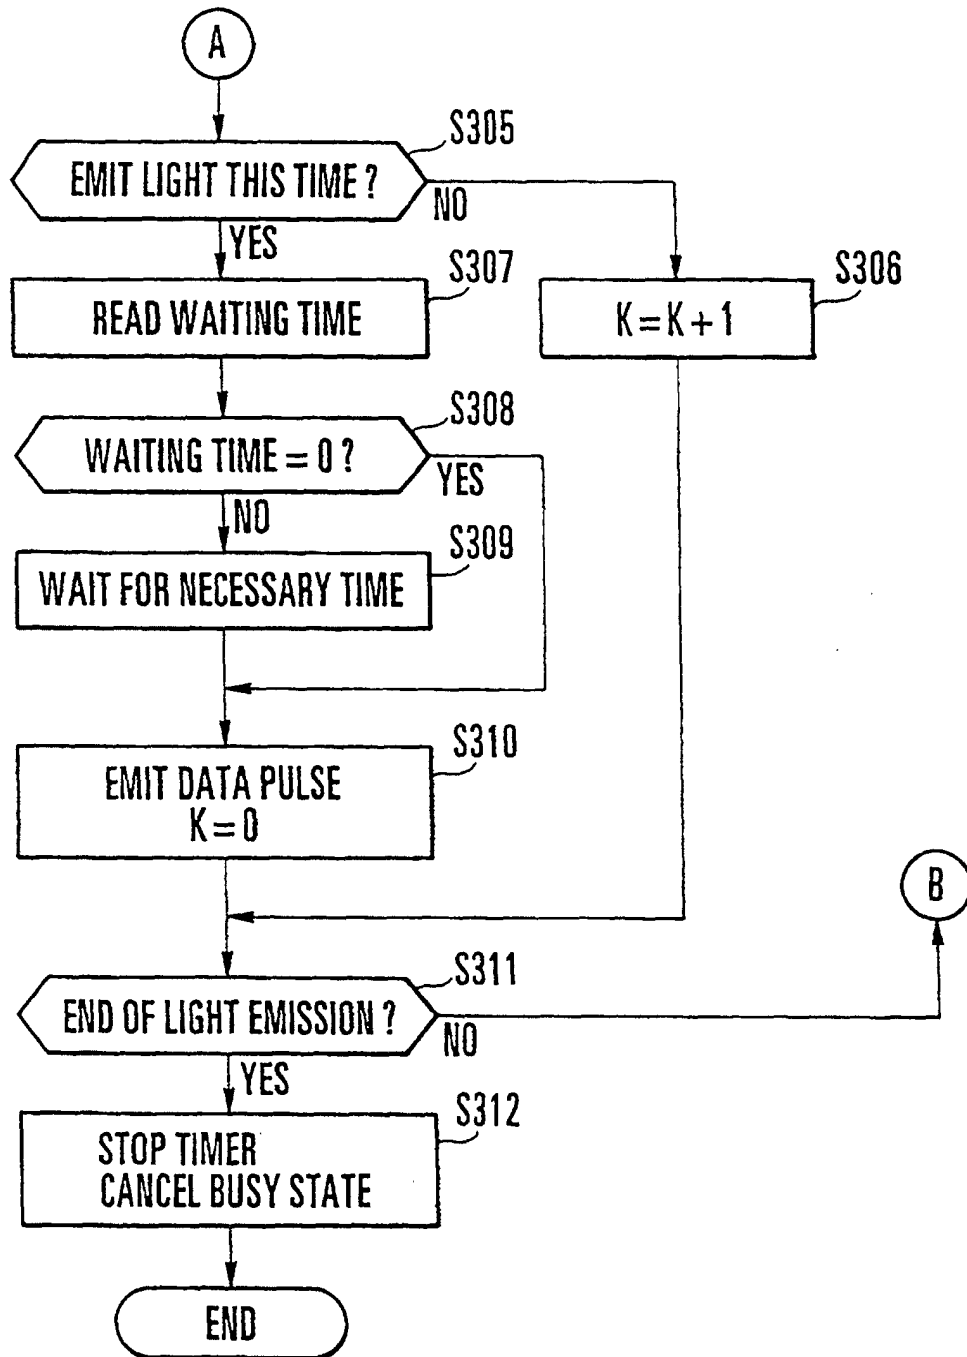 A
S305
EMIT LIGHT THIS TIME ?
NO
YES
S307
S306
READ WAITING TIME
K = K + 1
S308
WAITING TIME = 0 ?
YES
NO
S309
WAIT FOR NECESSARY TIME
S310
EMIT DATA PULSE
K = 0
B
S311
END OF LIGHT EMISSION ?
NO
YES
S312
STOP TIMER
CANCEL BUSY STATE
END